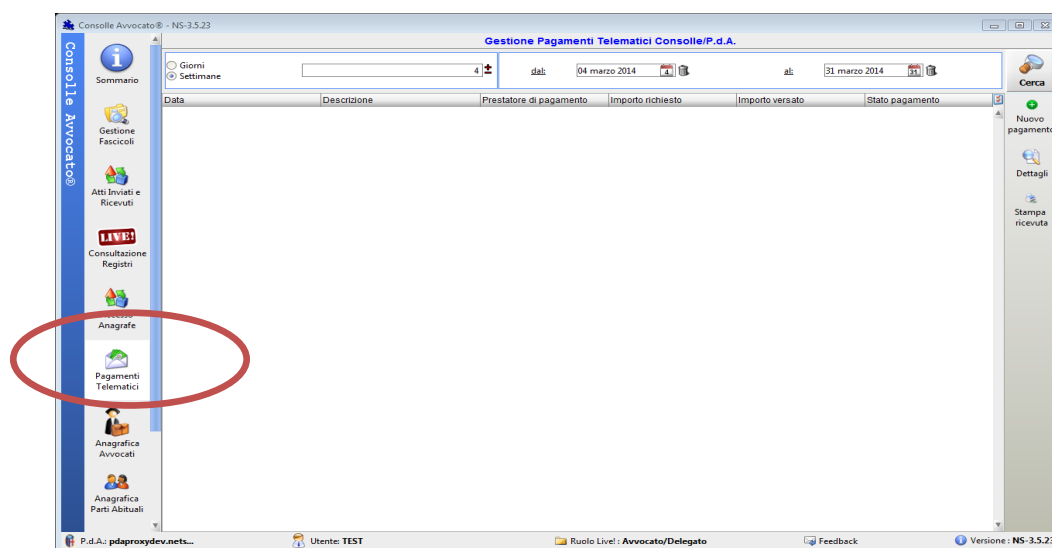 Consolle Avvocato® - NS-3.5.23
Consolle Avvocato®
Gestione Pagamenti Telematici Consolle/P.d.A.
Sommario
Gestione
Fascicoli
Atti Inviati e
Ricevuti
LIVE!
Consultazione
Registri
Anagrafe
Pagamenti
Telematici
Anagrafica
Avvocati
Anagrafica
Parti Abituali
Giorni
Settimane
4
dal:
04 marzo 2014
4
al:
31 marzo 2014
31
Data Descrizione Prestatore di pagamento Importo richiesto Importo versato Stato pagamento
Cerca
Nuovo
pagamento
Dettagli
Stampa
ricevuta
P.d.A.: pdaproxydev.nets... Utente: TEST Ruolo Live! : Avvocato/Delegato Feedback Versione : NS-3.5.23